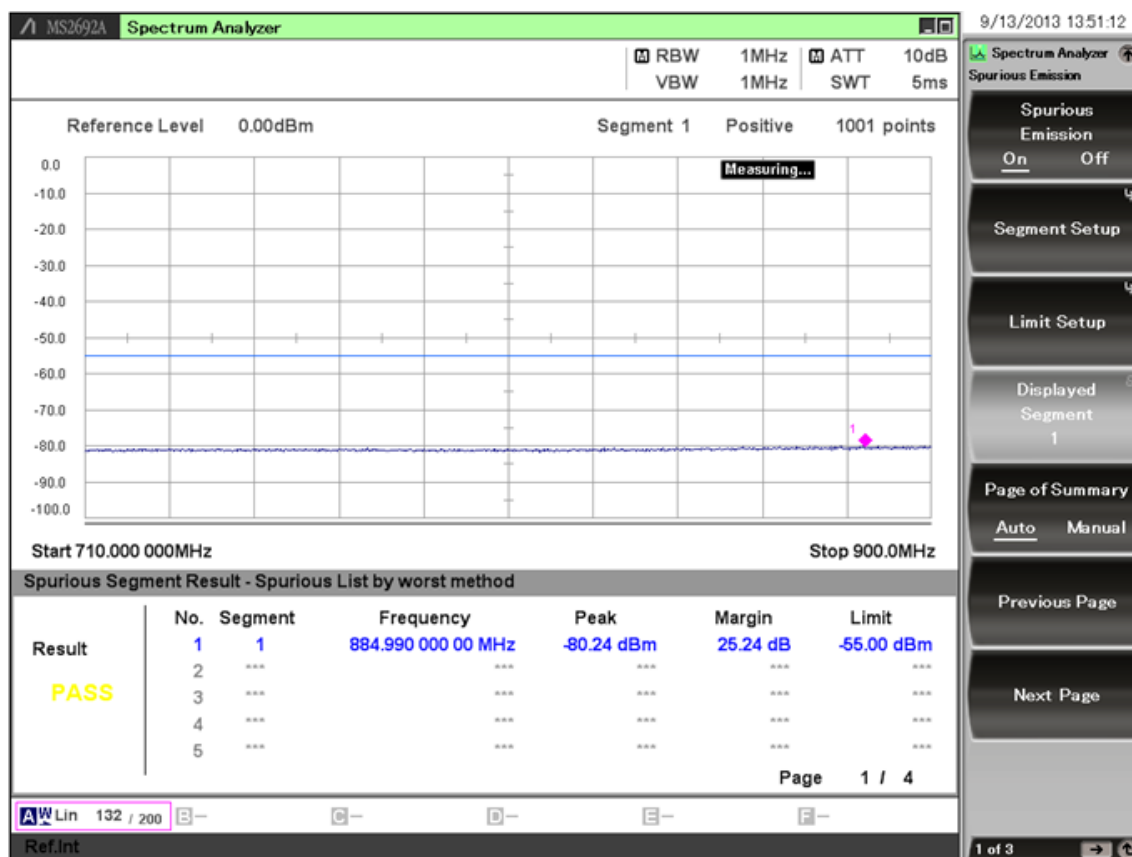 MS2692A Spectrum Analyzer
9/13/2013 13:51:12
M RBW 1MHz M ATT 10dB
VBW 1MHz SWT 5ms
Reference Level 0.00dBm Segment 1 Positive 1001 points
Measuring...
0.0
-10.0
-20.0
-30.0
-40.0
-50.0
-60.0
-70.0
-80.0
-90.0
-100.0
1
Start 710.000 000MHz Stop 900.0MHz
Spurious Segment Result - Spurious List by worst method
No. Segment Frequency Peak Margin Limit
Result
PASS
1 1 884.990 000 00 MHz -80.24 dBm 25.24 dB -55.00 dBm
2 *** *** *** *** ***
3 *** *** *** *** ***
4 *** *** *** *** ***
5 *** *** *** *** ***
Page 1 / 4
A W Lin 132 / 200 B-- C-- D-- E-- F--
Ref.Int
Spectrum Analyzer
Spurious Emission
Spurious
Emission
On Off
Segment Setup
Limit Setup
Displayed
Segment
1
Page of Summary
Auto Manual
Previous Page
Next Page
1 of 3